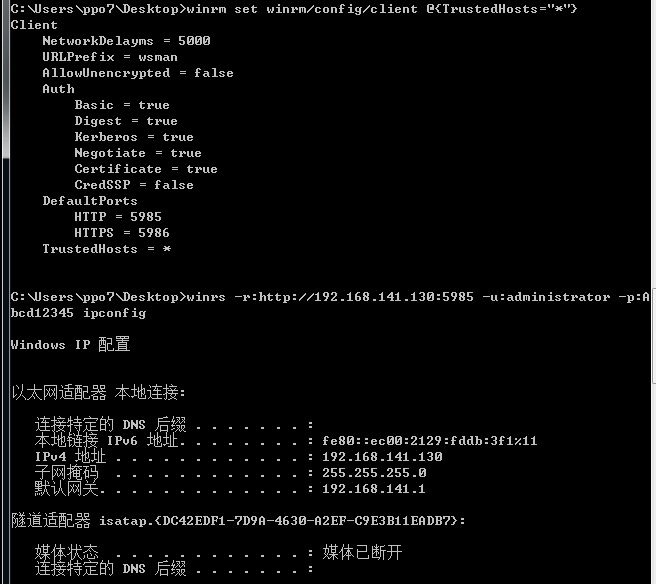 C:\Users\ppo7\Desktop>winrm set winrm/config/client @{TrustedHosts="*"}
Client
    NetworkDelayms = 5000
    URLPrefix = wsman
    AllowUnencrypted = false
    Auth
        Basic = true
        Digest = true
        Kerberos = true
        Negotiate = true
        Certificate = true
        CredSSP = false
    DefaultPorts
        HTTP = 5985
        HTTPS = 5986
    TrustedHosts = *
C:\Users\ppo7\Desktop>winrs -r:http://192.168.141.130:5985 -u:administrator -p:A
bcd12345 ipconfig
Windows IP 配置
以太网适配器 本地连接:
   连接特定的 DNS 后缀 . . . . . . . :
   本地链接 IPv6 地址. . . . . . . . : fe80::ec00:2129:fddb:3f1%11
   IPv4 地址 . . . . . . . . . . . . : 192.168.141.130
   子网掩码  . . . . . . . . . . . . : 255.255.255.0
   默认网关. . . . . . . . . . . . . : 192.168.141.1
隧道适配器 isatap.{DC42EDF1-7D9A-4630-A2EF-C9E3B11EADB7}:
   媒体状态  . . . . . . . . . . . . : 媒体已断开
   连接特定的 DNS 后缀 . . . . . . . :